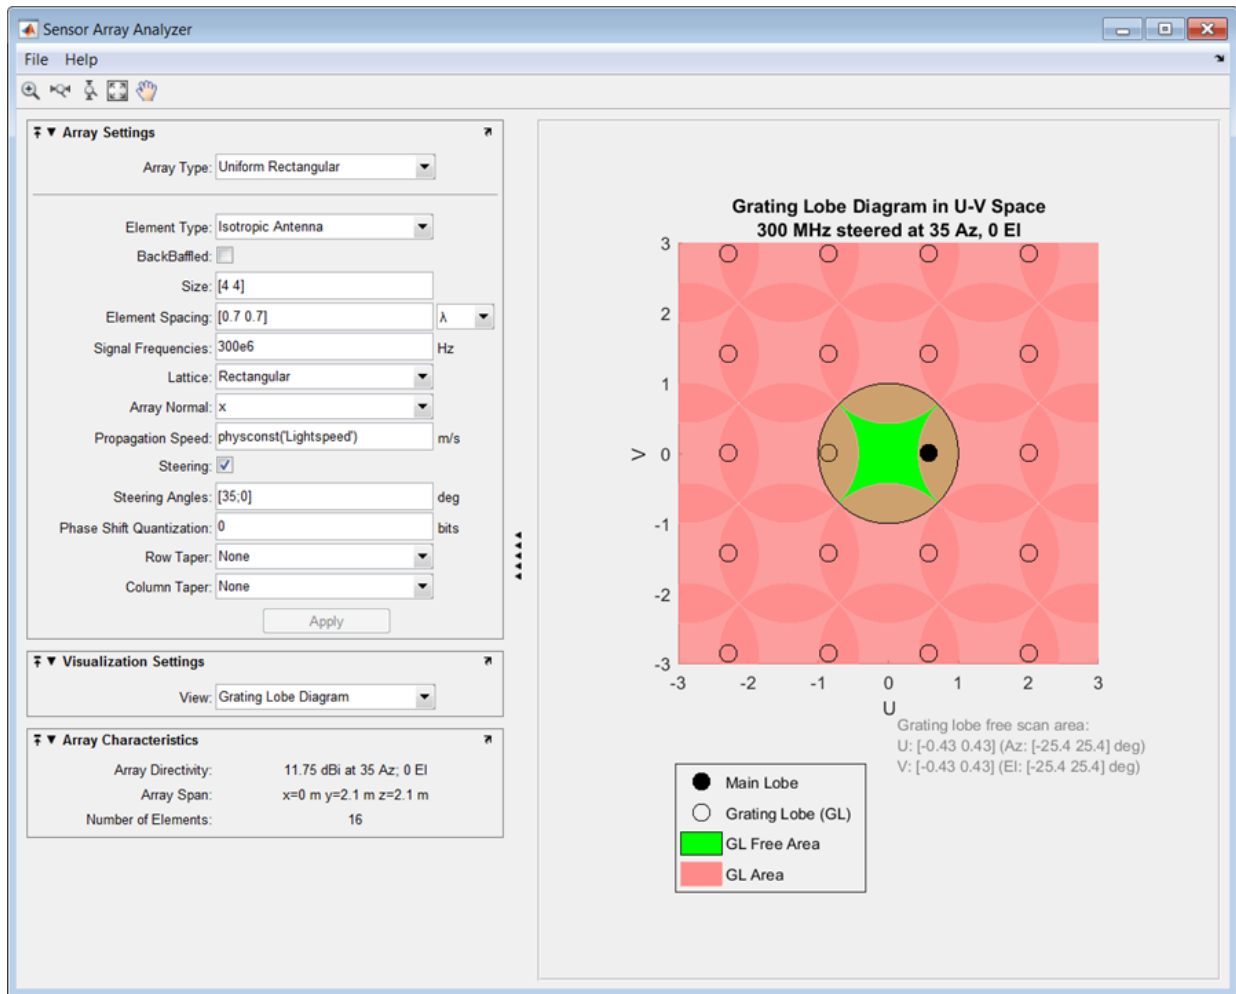 Sensor Array Analyzer
File Help
Array Settings
Array Type: Uniform Rectangular
Element Type: Isotropic Antenna
BackBaffled:
Size: [4 4]
Element Spacing: [0.7 0.7] λ
Signal Frequencies: 300e6 Hz
Lattice: Rectangular
Array Normal: x
Propagation Speed: physconst('Lightspeed') m/s
Steering:
Steering Angles: [35;0] deg
Phase Shift Quantization: 0 bits
Row Taper: None
Column Taper: None
Apply
Visualization Settings
View: Grating Lobe Diagram
Array Characteristics
Array Directivity: 11.75 dBi at 35 Az; 0 El
Array Span: x=0 m y=2.1 m z=2.1 m
Number of Elements: 16
Grating Lobe Diagram in U-V Space
300 MHz steered at 35 Az, 0 El
3
2
1
V 0
-1
-2
-3
-3 -2 -1 0 1 2 3
U
Grating lobe free scan area:
U: [-0.43 0.43] (Az: [-25.4 25.4] deg)
V: [-0.43 0.43] (El: [-25.4 25.4] deg)
Main Lobe
Grating Lobe (GL)
GL Free Area
GL Area